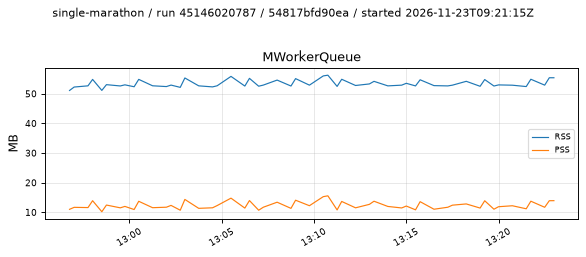 single-marathon / run 45146020787 / 54817bfd90ea / started 2026-11-23T09:21:15Z
MWorkerQueue
MB
50
40
30
20
10
RSS
PSS
13:00
13:05
13:10
13:15
13:20